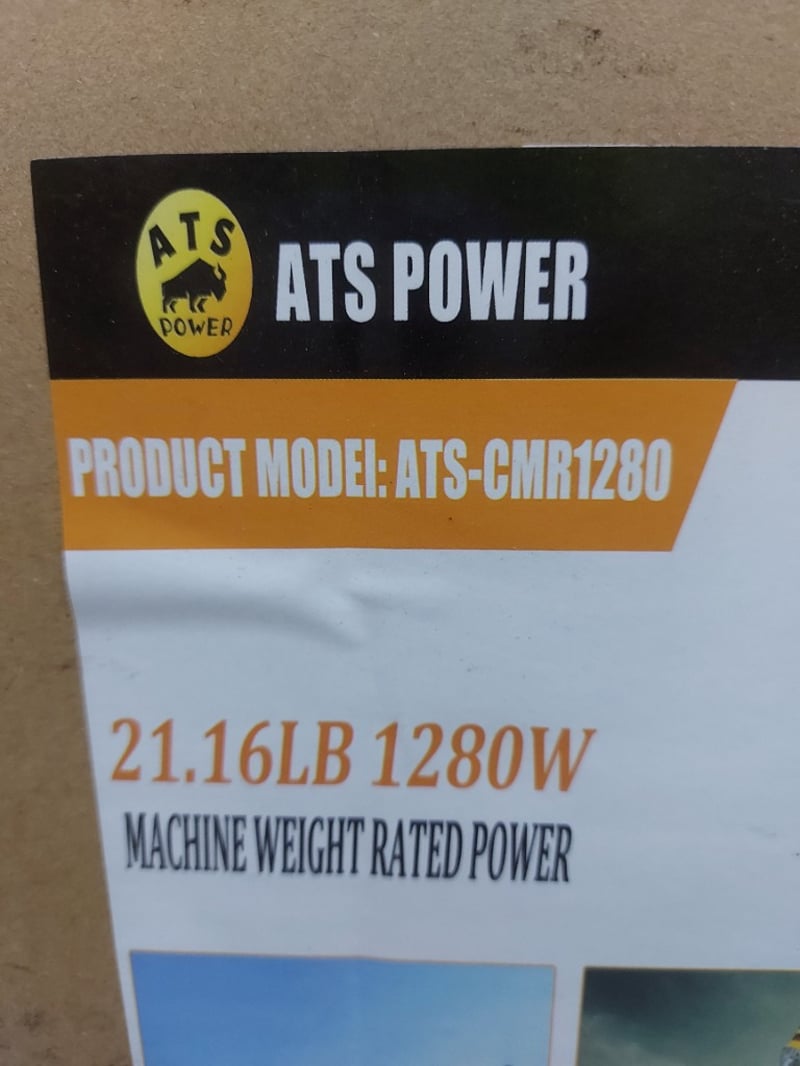 ATS
POWER
ATS POWER
PRODUCT MODEL: ATS-CMR1280
21.16LB 1280W
MACHINE WEIGHT RATED POWER